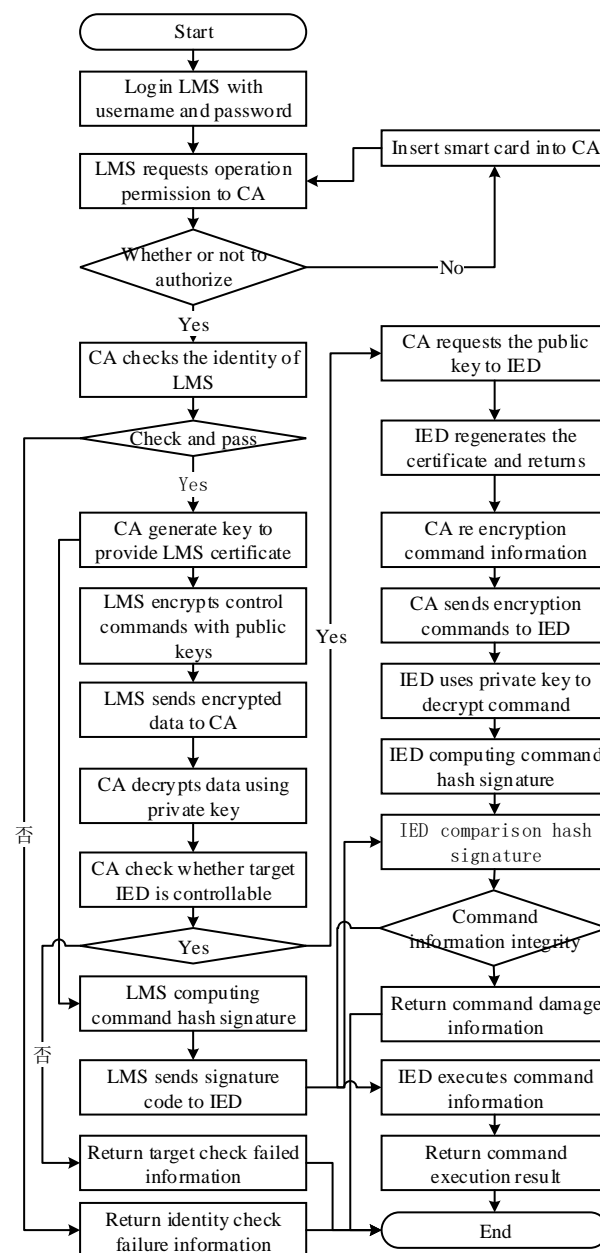 Start
Login LMS with
username and password
LMS requests operation
permission to CA
Insert smart card into CA
Whether or not to
authorize
No
Yes
CA checks the identity of
LMS
Check and pass
Yes
CA generate key to
provide LMS certificate
LMS encrypts control
commands with public
keys
LMS sends encrypted
data to CA
CA decrypts data using
private key
否
CA check whether target
IED is controllable
Yes
LMS computing
command hash signature
否
LMS sends signature
code to IED
Return target check failed
information
Return identity check
failure information
Yes
CA requests the public
key to IED
IED regenerates the
certificate and returns
CA re encryption
command information
CA sends encryption
commands to IED
IED uses private key to
decrypt command
IED computing command
hash signature
IED comparison hash
signature
Command
information integrity
Return command damage
information
IED executes command
information
Return command
execution result
End